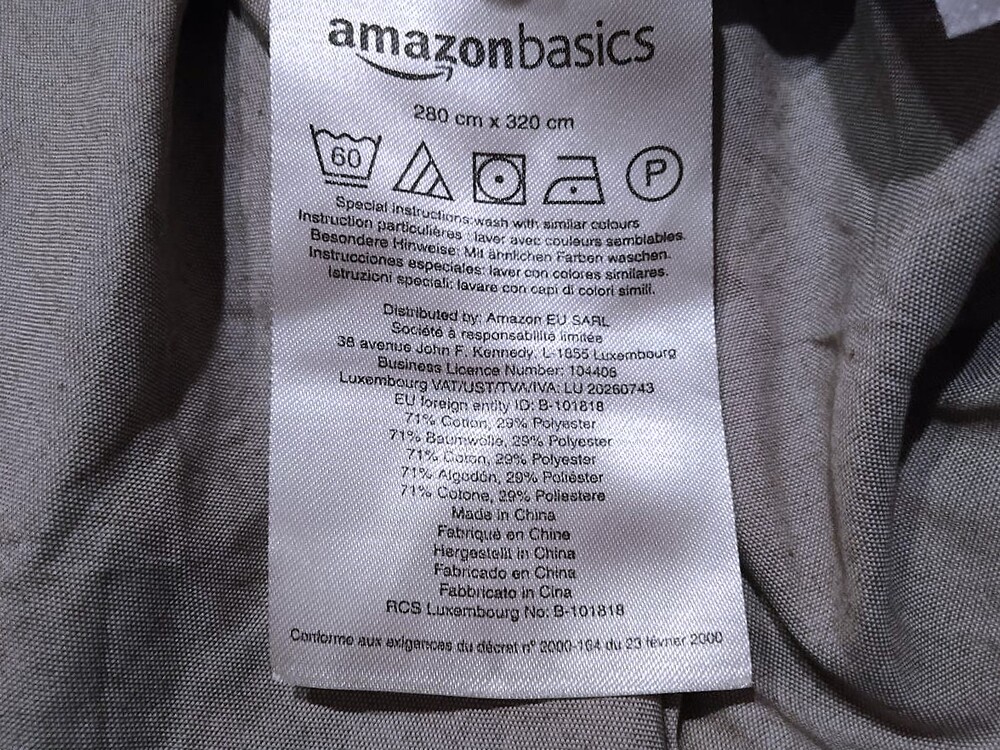 amazonbasics
280 cm x 320 cm
60
P
Special instructions: wash with similar colours
Instruction particulières : laver avec couleurs semblables.
Besondere Hinweise: Mit ähnlichen Farben waschen.
Instrucciones especiales: laver con colores similares.
Istruzioni speciali: lavare con capi di colori simili.
Distributed by: Amazon EU SARL
Société à responsabilité limitée
38 avenue John F. Kennedy, L-1855 Luxembourg
Business Licence Number: 104408
Luxembourg VAT/UST/TVA/IVA: LU 20260743
EU foreign entity ID: B-101818
71% Cotton, 29% Polyester
71% Baumwolle, 29% Polyester
71% Coton, 29% Polyester
71% Algodón, 29% Poliéster
71% Cotone, 29% Poliestere
Made in China
Fabriqué en Chine
Hergestellt in China
Fabricado en China
Fabbricato in Cina
RCS Luxembourg No: B-101818
Conforme aux exigences du décret n° 2000-164 du 23 février 2000